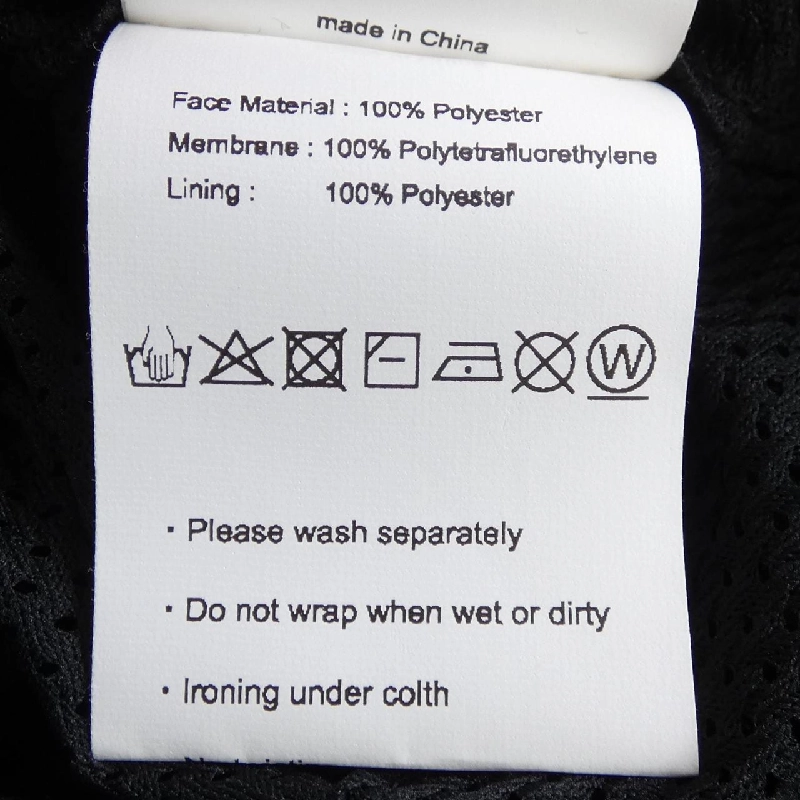 made in China
Face Material : 100% Polyester
Membrane : 100% Polytetrafluorethylene
Lining : 100% Polyester
W
· Please wash separately
· Do not wrap when wet or dirty
· Ironing under colth